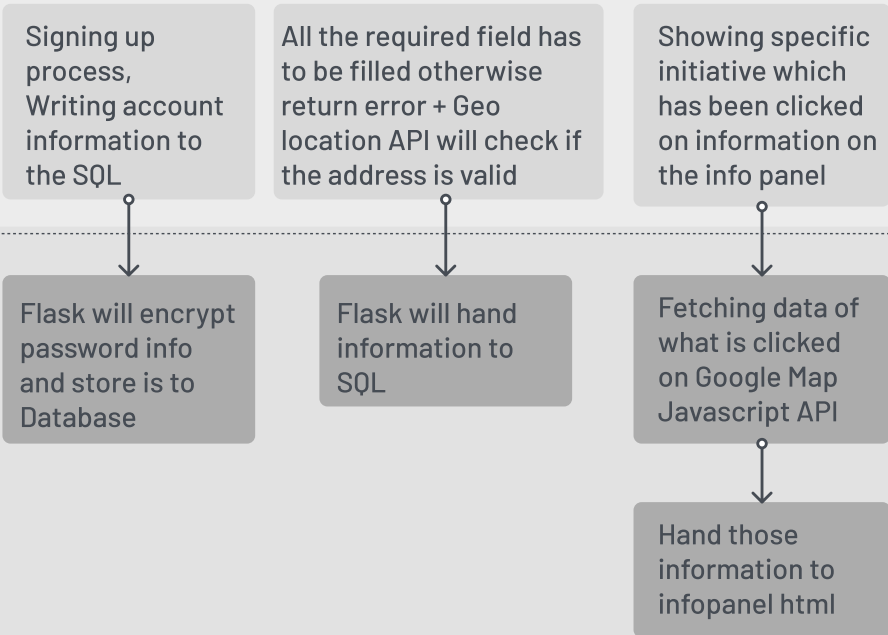 Signing up
process,
Writing account
information to
the SQL
All the required field has
to be filled otherwise
return error + Geo
location API will check if
the address is valid
Showing specific
initiative which
has been clicked
on information on
the info panel
Flask will encrypt
password info
and store is to
Database
Flask will hand
information to
SQL
Fetching data of
what is clicked
on Google Map
Javascript API
Hand those
information to
infopanel html